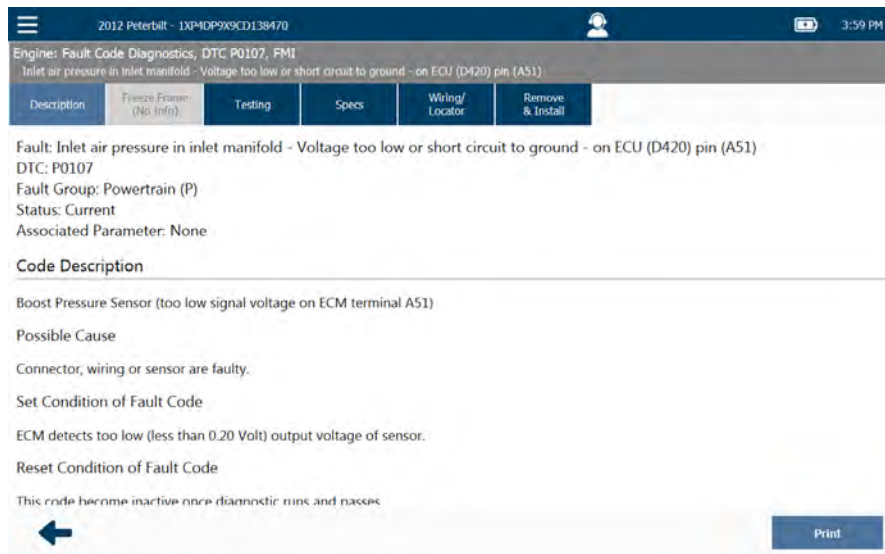 2012 Peterbilt - 1XP4DP9X9CD138470
3:59 PM
Engine: Fault Code Diagnostics, DTC P0107, FMI
Inlet air pressure in inlet manifold - Voltage too low or short circuit to ground - on ECU (D420) pin (A51)
Description
Freeze Frame
(No Info)
Testing
Specs
Wiring/
Locator
Remove
& Install
Fault: Inlet air pressure in inlet manifold - Voltage too low or short circuit to ground - on ECU (D420) pin (A51)
DTC: P0107
Fault Group: Powertrain (P)
Status: Current
Associated Parameter: None
Code Description
Boost Pressure Sensor (too low signal voltage on ECM terminal A51)
Possible Cause
Connector, wiring or sensor are faulty.
Set Condition of Fault Code
ECM detects too low (less than 0.20 Volt) output voltage of sensor.
Reset Condition of Fault Code
This code become inactive once diagnostic runs and passes
Print